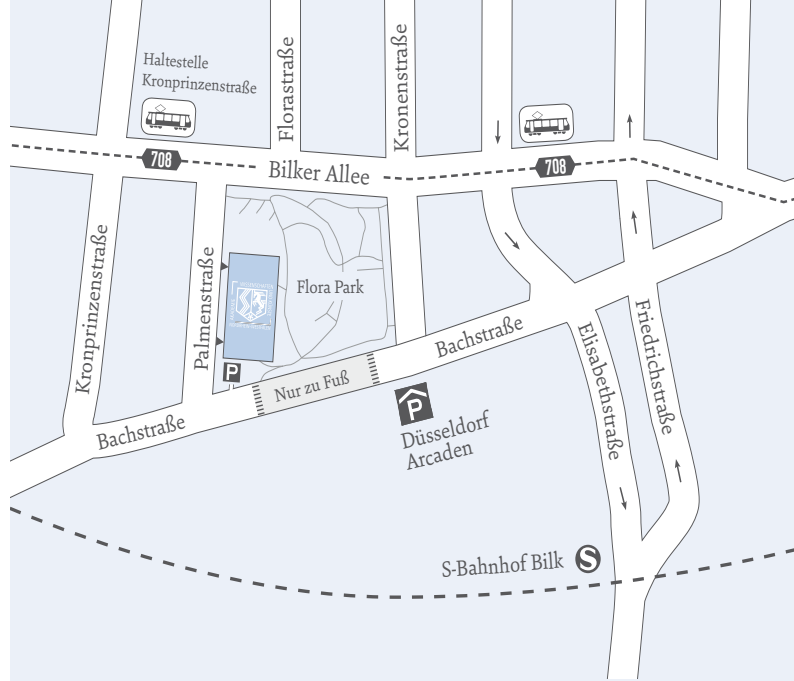 Haltestelle
Kronprinzenstraße
Florastraße
Kronenstraße
708
Bilker Allee
708
Kronprinzenstraße
Palmenstraße
Flora Park
P
Nur zu Fuß
Bachstraße
Bachstraße
P
Düsseldorf
Arcaden
Elisabethstraße
Friedrichstraße
S-Bahnhof Bilk
S